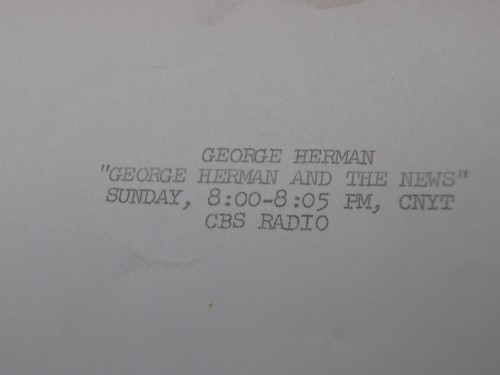 GEORGE HERMAN
"GEORGE HERMAN AND THE NEWS"
SUNDAY, 8:00-8:05 PM, CNYT
CBS RADIO